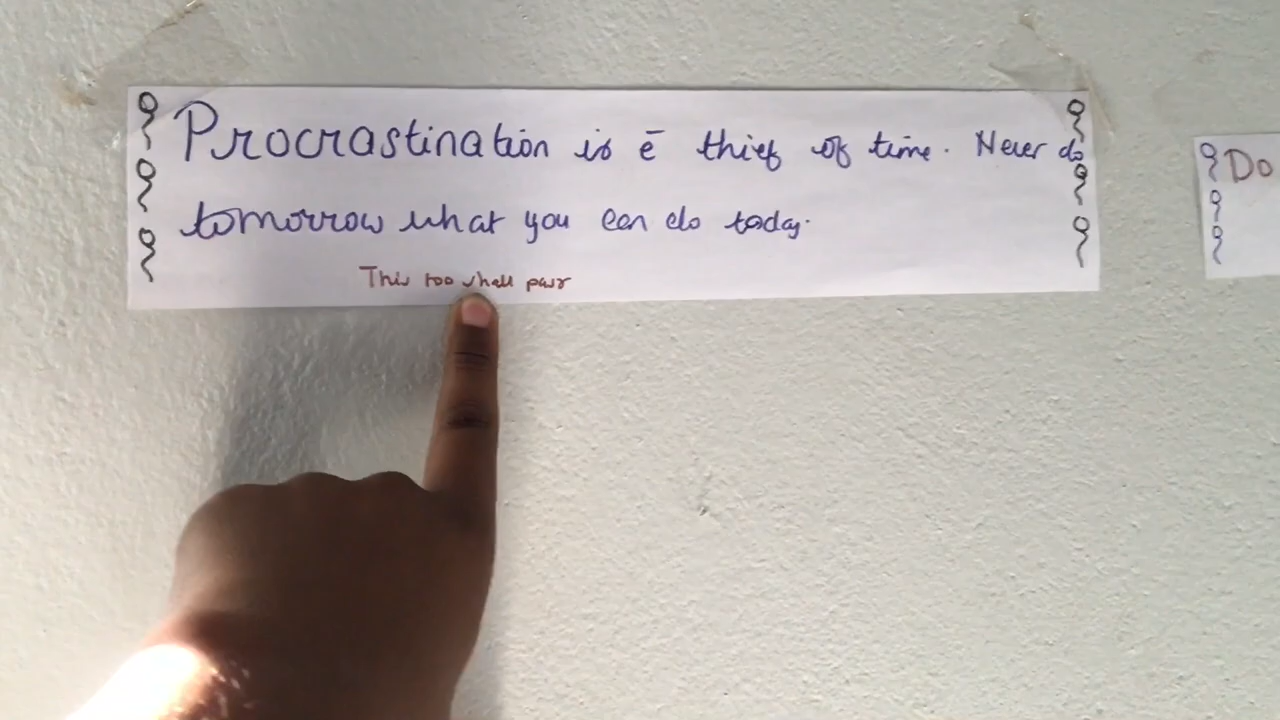 Procrastination is ē thief of time. Never do
tomorrow what you can do today.
This too shall pass
Do